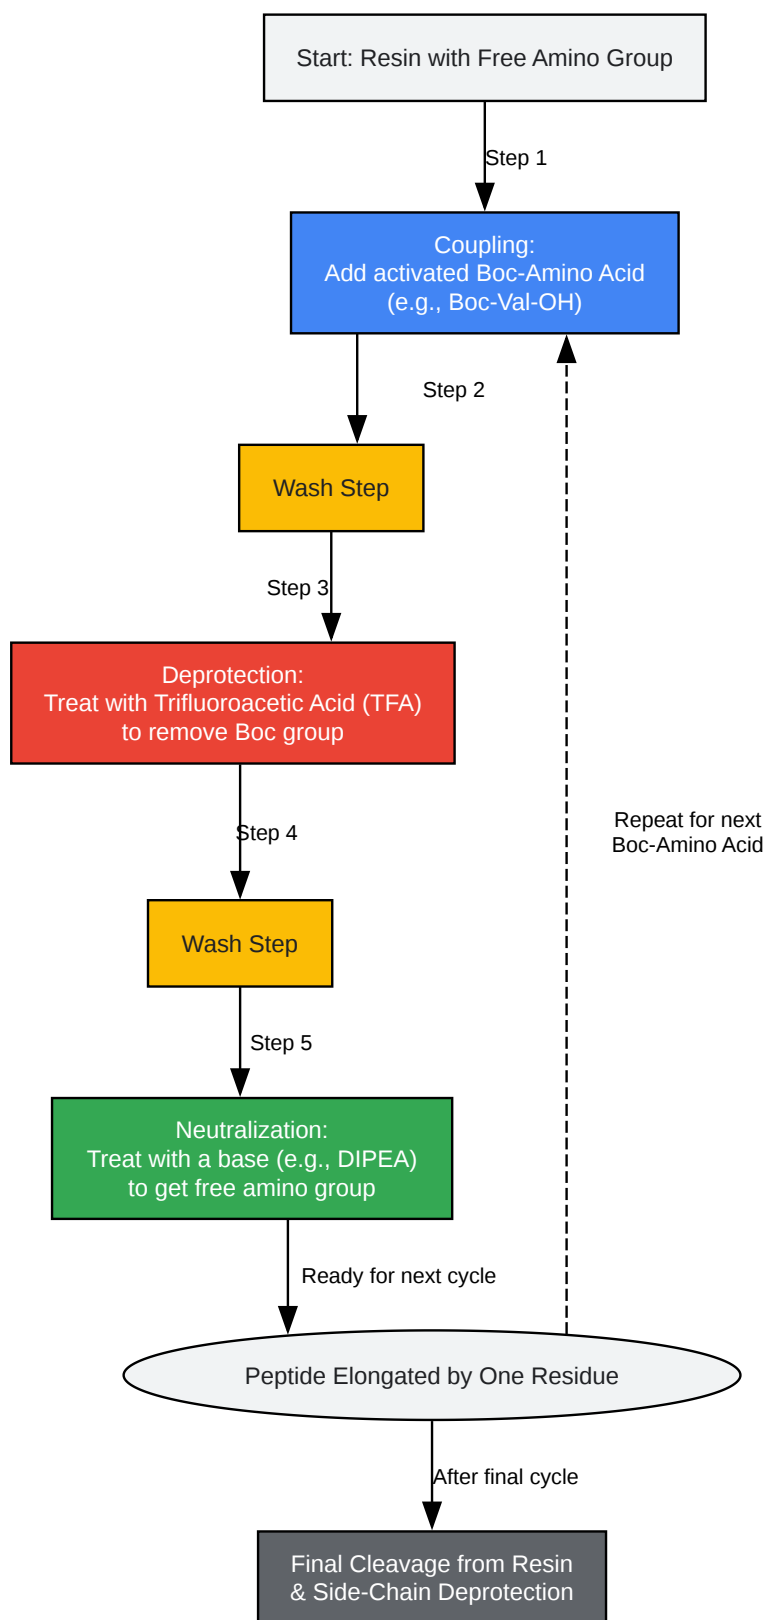 Start: Resin with Free Amino Group
Step 1
Coupling:
Add activated Boc-Amino Acid
(e.g., Boc-Val-OH)
Step 2
Wash Step
Step 3
Deprotection:
Treat with Trifluoroacetic Acid (TFA)
to remove Boc group
Step 4
Repeat for next
Boc-Amino Acid
Wash Step
Step 5
Neutralization:
Treat with a base (e.g., DIPEA)
to get free amino group
Ready for next cycle
Peptide Elongated by One Residue
After final cycle
Final Cleavage from Resin
& Side-Chain Deprotection